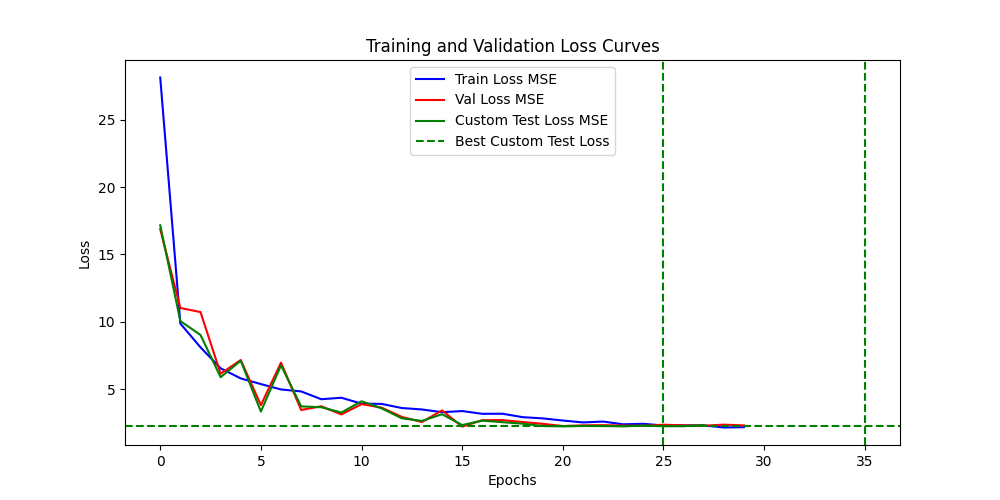 Training and Validation Loss Curves
Train Loss MSE
Val Loss MSE
Custom Test Loss MSE
Best Custom Test Loss
Loss
25
20
15
10
5
0 5 10 15 20 25 30 35
Epochs